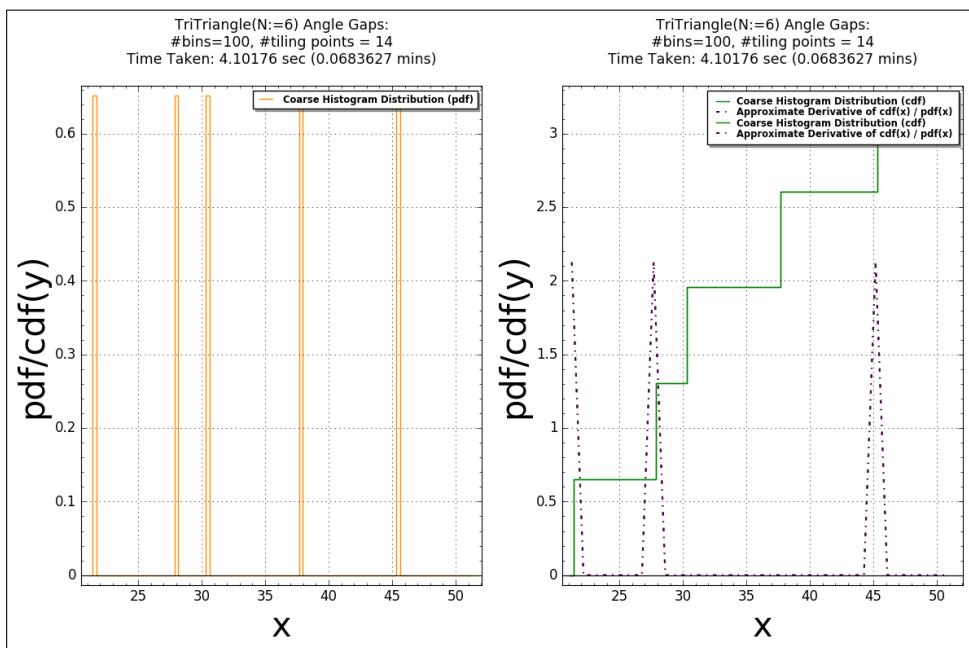 TriTriangle(N:=6) Angle Gaps:
#bins=100, #tiling points = 14
Time Taken: 4.10176 sec (0.0683627 mins)
Coarse Histogram Distribution (pdf)
0.6
0.5
0.4
0.3
0.2
0.1
0
25
30
35
40
45
50
pdf/cdf(y)
x
TriTriangle(N:=6) Angle Gaps:
#bins=100, #tiling points = 14
Time Taken: 4.10176 sec (0.0683627 mins)
Coarse Histogram Distribution (cdf)
Approximate Derivative of cdf(x) / pdf(x)
Coarse Histogram Distribution (cdf)
Approximate Derivative of cdf(x) / pdf(x)
3
2.5
2
1.5
1
0.5
0
25
30
35
40
45
50
pdf/cdf(y)
x